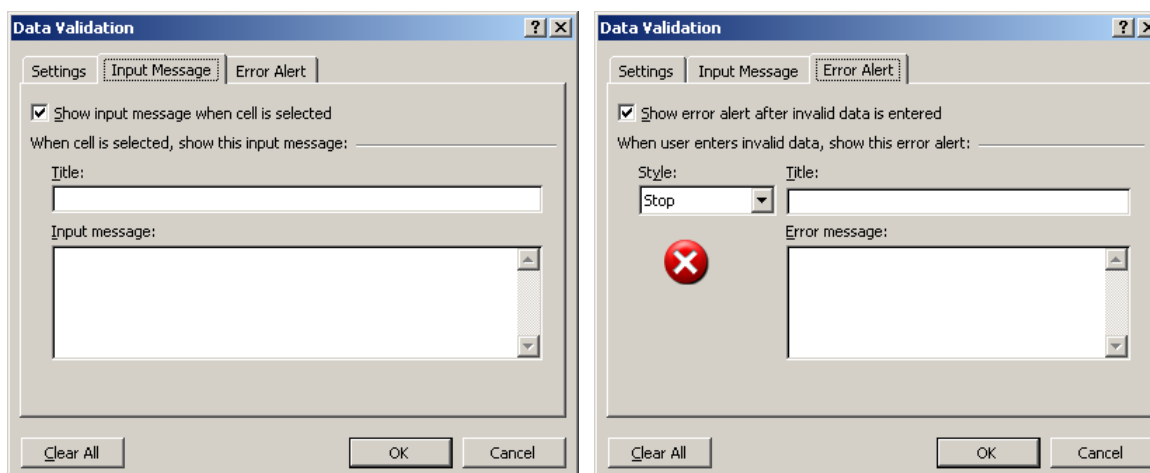 Data Validation
Settings Input Message Error Alert
Show input message when cell is selected
When cell is selected, show this input message:
Title:
Input message:
Clear All OK Cancel
Data Validation
Settings Input Message Error Alert
Show error alert after invalid data is entered
When user enters invalid data, show this error alert:
Style: Title:
Stop
Error message:
Clear All OK Cancel